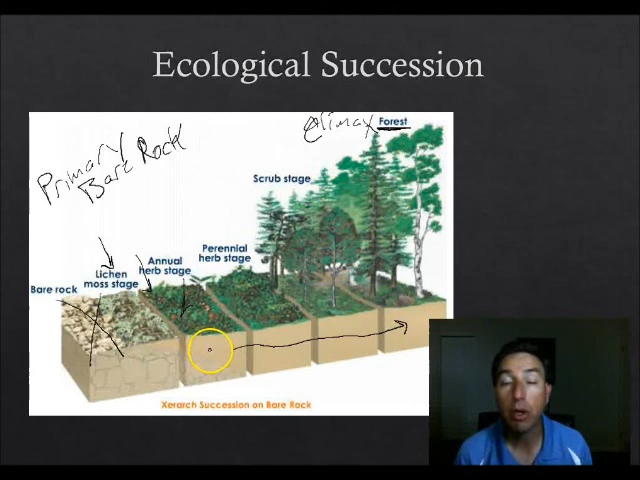 Ecological Succession
Primary
Bare Rock
Climax Forest
Scrub stage
Perennial
herb stage
Annual
herb stage
Lichen
moss stage
Bare rock
Xerarch Succession on Bare Rock